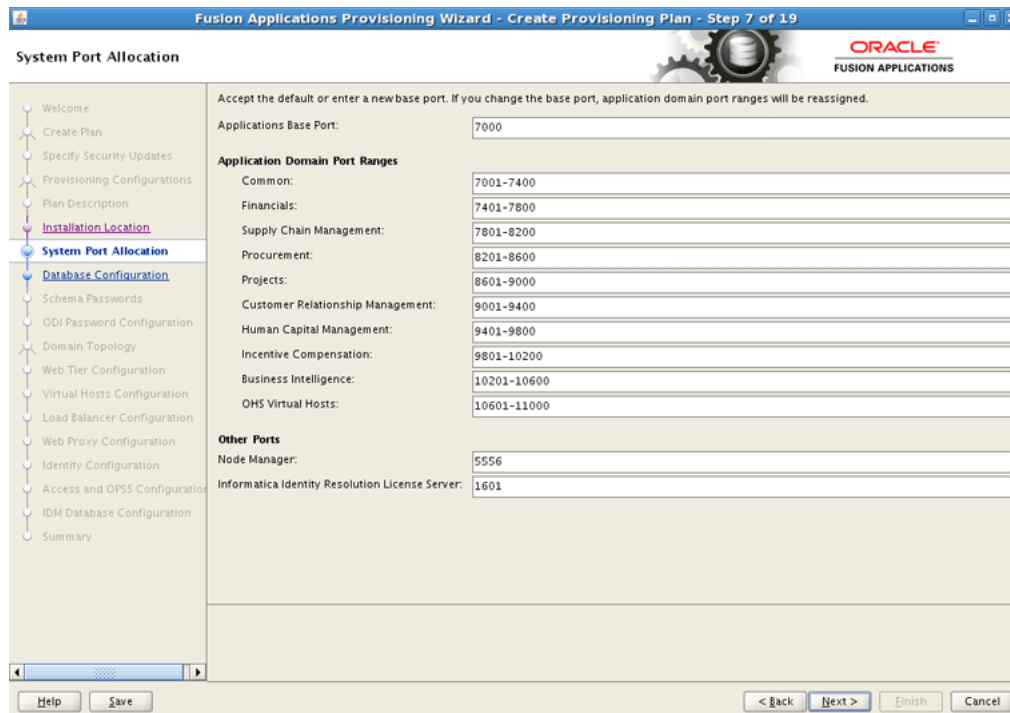 Fusion Applications Provisioning Wizard - Create Provisioning Plan - Step 7 of 19
System Port Allocation
ORACLE
FUSION APPLICATIONS
Welcome
Create Plan
Specify Security Updates
Provisioning Configurations
Plan Description
Installation Location
System Port Allocation
Database Configuration
Schema Passwords
ODI Password Configuration
Domain Topology
Web Tier Configuration
Virtual Hosts Configuration
Load Balancer Configuration
Web Proxy Configuration
Identity Configuration
Access and OPSS Configuration
IDM Database Configuration
Summary
Accept the default or enter a new base port. If you change the base port, application domain port ranges will be reassigned.
Applications Base Port: 7000
Application Domain Port Ranges
Common: 7001-7400
Financials: 7401-7800
Supply Chain Management: 7801-8200
Procurement: 8201-8600
Projects: 8601-9000
Customer Relationship Management: 9001-9400
Human Capital Management: 9401-9800
Incentive Compensation: 9801-10200
Business Intelligence: 10201-10600
OHS Virtual Hosts: 10601-11000
Other Ports
Node Manager: 5556
Informatica Identity Resolution License Server: 1601
Help Save < Back Next > Finish Cancel